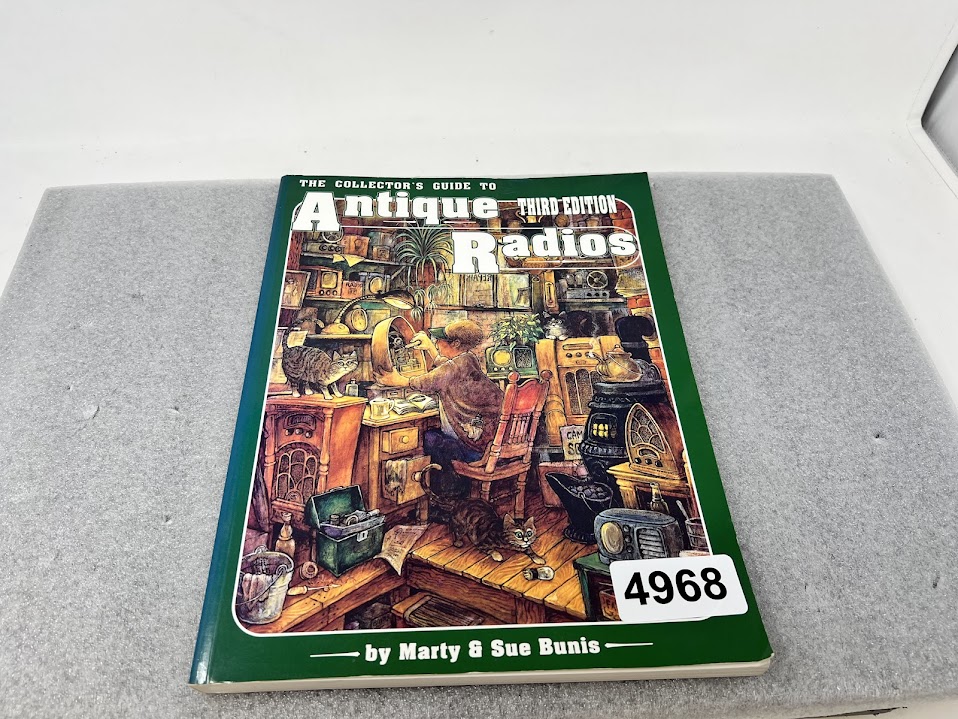 THE COLLECTOR'S GUIDE TO
Antique THIRD EDITION
Radios
4968
by Marty & Sue Bunis